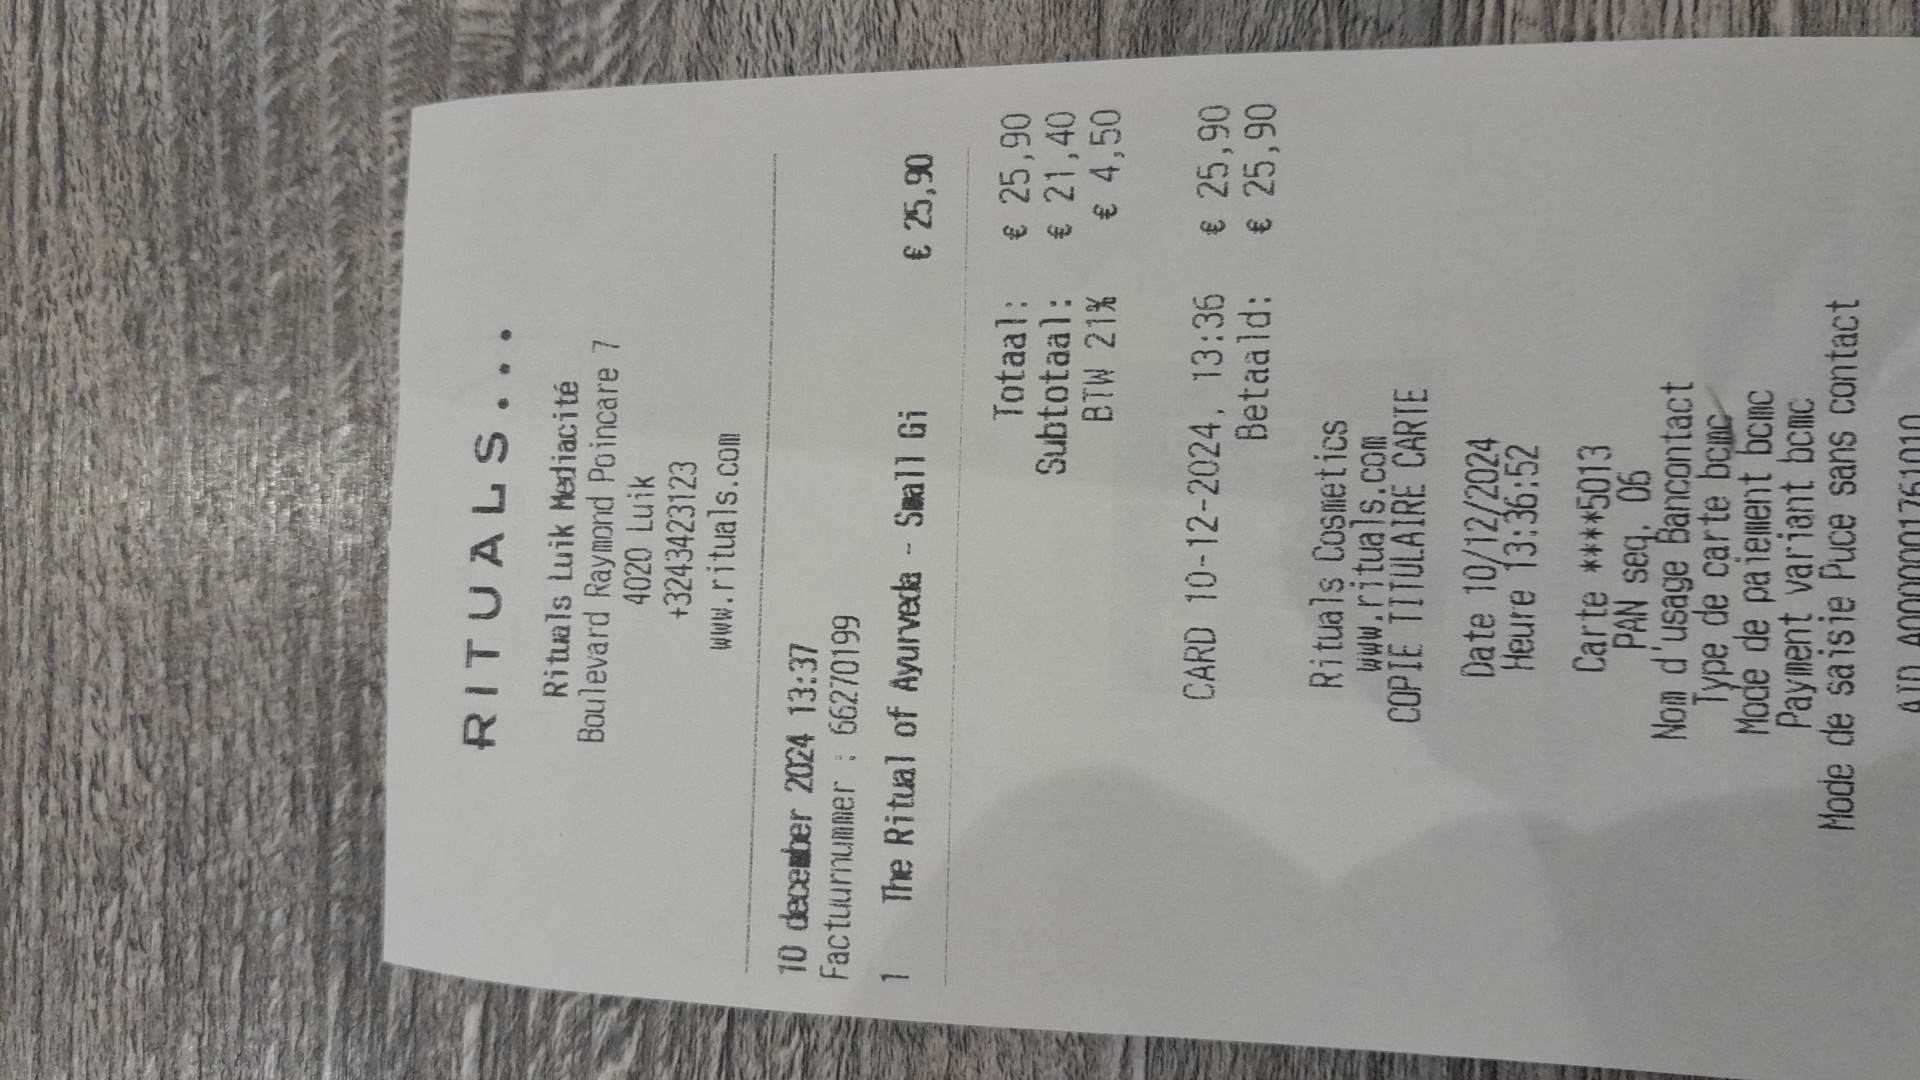 RITUALS...
Rituals Luik Mediacité
Boulevard Raymond Poincare 7
4020 Luik
+3243423123
www.rituals.com
10 december 2024 13:37
Factuurnummer : 66270199
1 The Ritual of Ayurveda - Small Gi € 25,90
Totaal: € 25,90
Subtotaal: € 21,40
BTW 21% € 4,50
CARD 10-12-2024, 13:36 € 25,90
Betaald: € 25,90
Rituals Cosmetics
www.rituals.com
COPIE TITULAIRE CARTE
Date 10/12/2024
Heure 13:36:52
Carte ****5013
PAN seq. 06
Nom d'usage Bancontact
Type de carte bcmc
Mode de paiement bcmc
Payment variant bcmc
Mode de saisie Puce sans contact